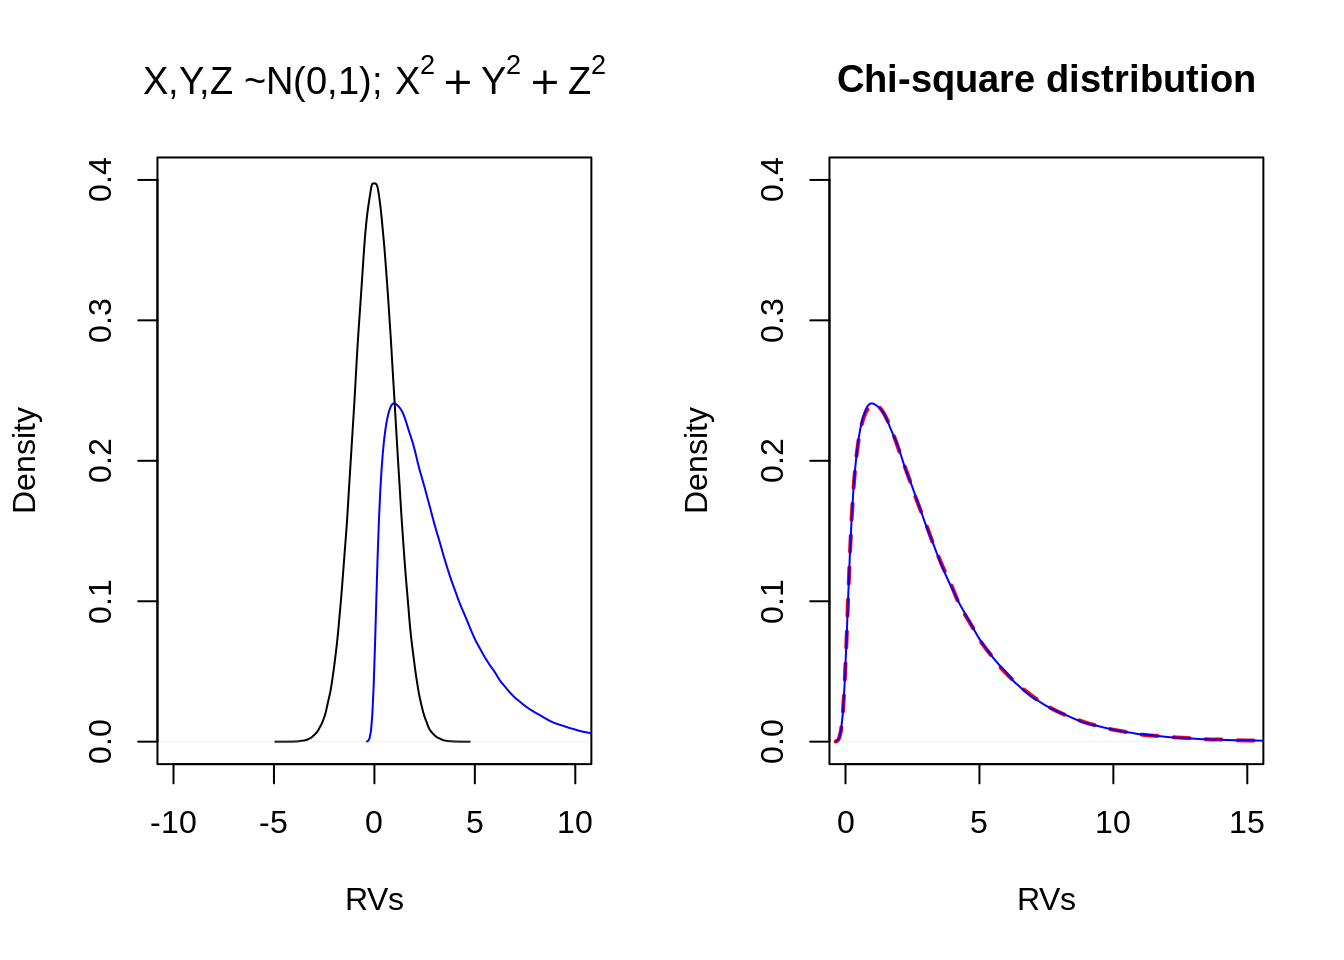 X,Y,Z ~N(0,1); X² + Y² + Z²
Density
0.4
0.3
0.2
0.1
0.0
-10 -5 0 5 10
RVs
Chi-square distribution
Density
0.4
0.3
0.2
0.1
0.0
0 5 10 15
RVs